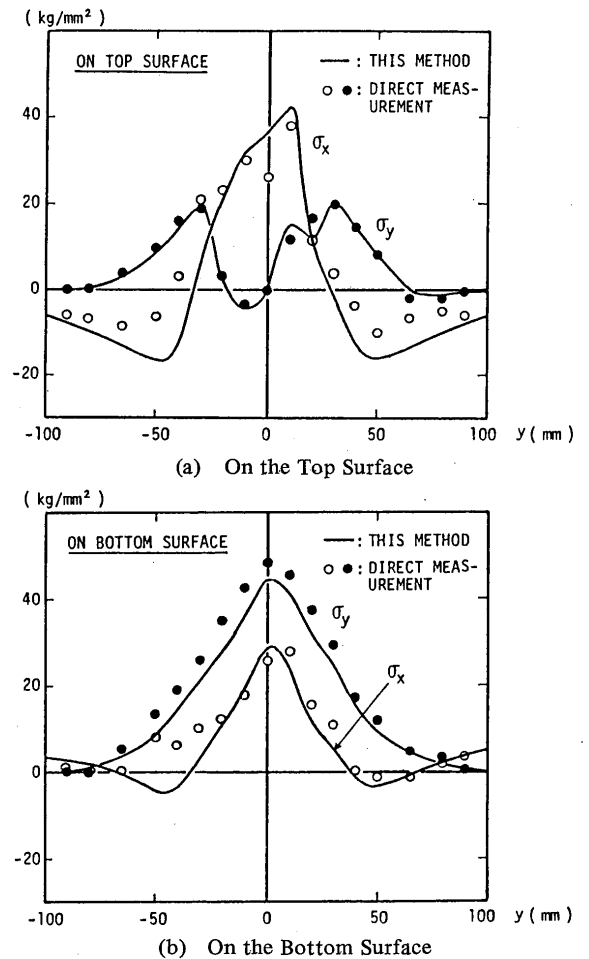 ( kg/mm² )
ON TOP SURFACE
— : THIS METHOD
○ ● : DIRECT MEAS-
UREMENT
40
σx
20
σy
0
-20
-100 -50 0 50 100 y ( mm )
(a) On the Top Surface
( kg/mm² )
ON BOTTOM SURFACE
— : THIS METHOD
○ ● : DIRECT MEAS-
UREMENT
40
σy
σx
20
0
-20
-100 -50 0 50 100 y ( mm )
(b) On the Bottom Surface